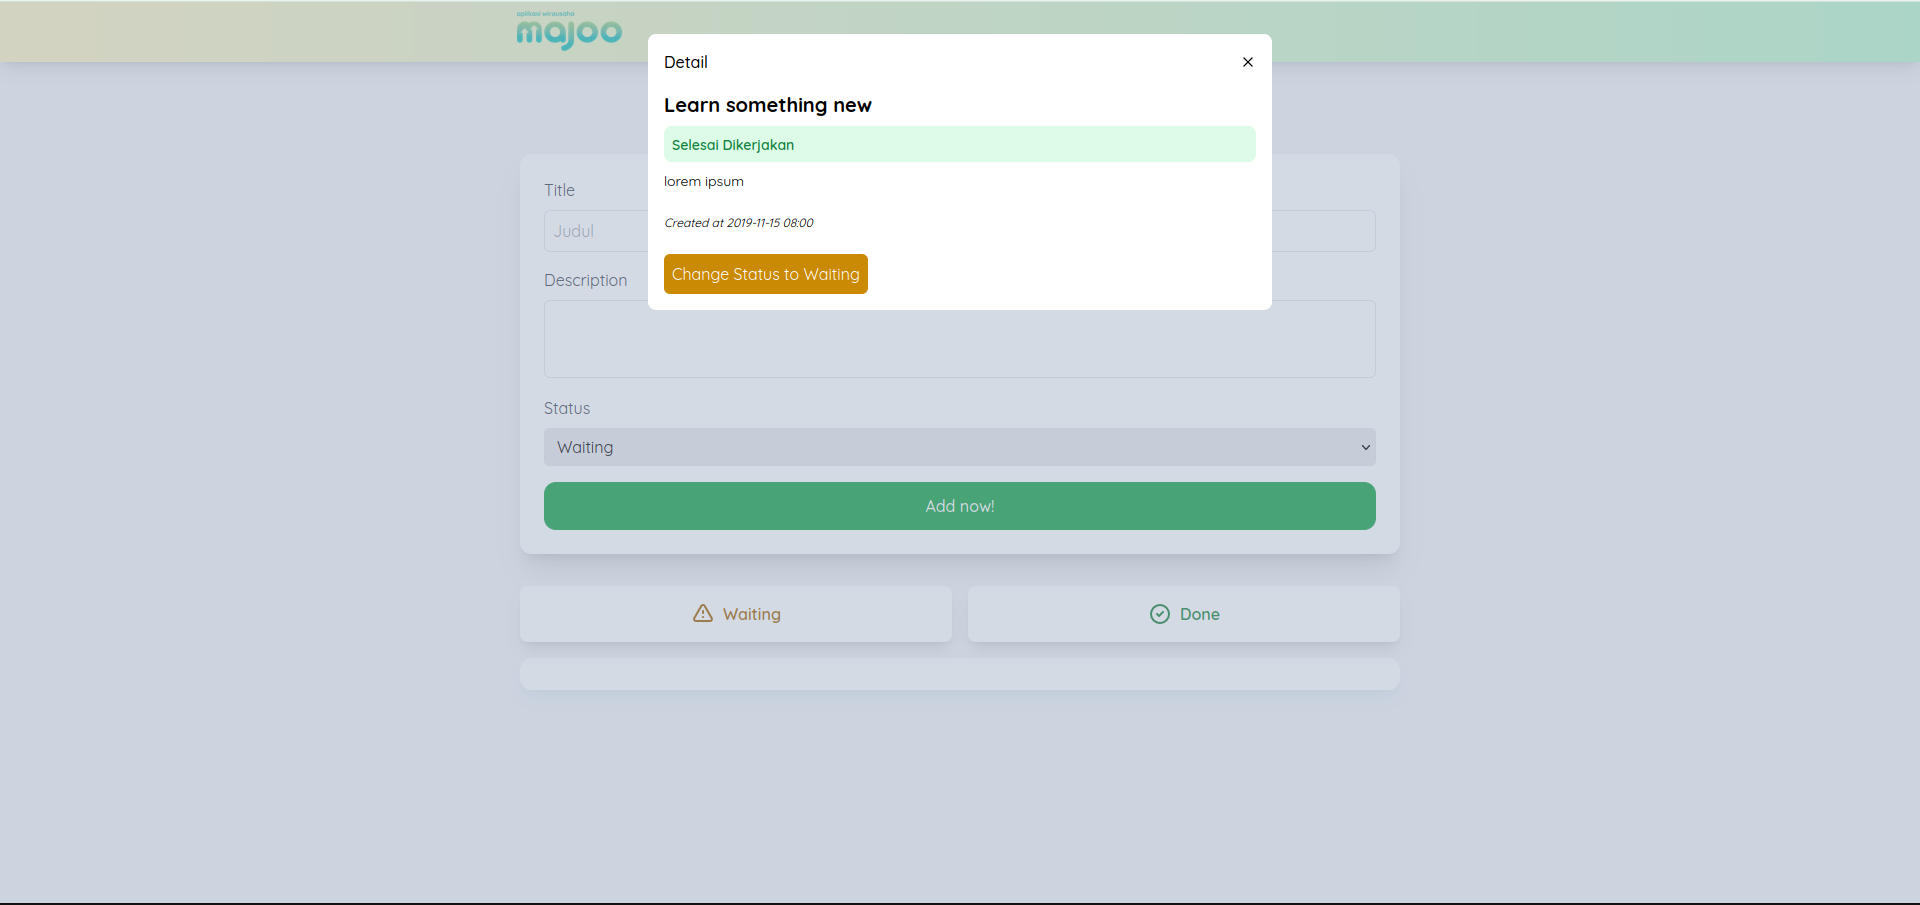 aplikasi wirausaha
majoo
Detail
Learn something new
Selesai Dikerjakan
lorem ipsum
Created at 2019-11-15 08:00
Change Status to Waiting
Title
Judul
Description
Status
Waiting
Add now!
Waiting
Done